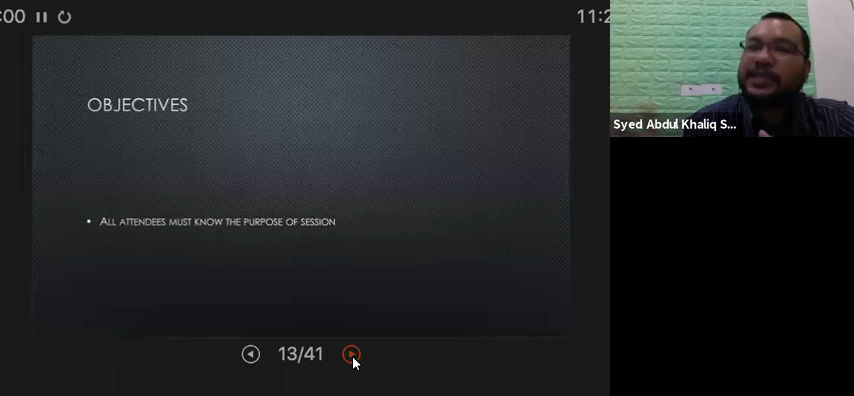 :00
11:2
OBJECTIVES
• ALL ATTENDEES MUST KNOW THE PURPOSE OF SESSION
13/41
Syed Abdul Khaliq S...